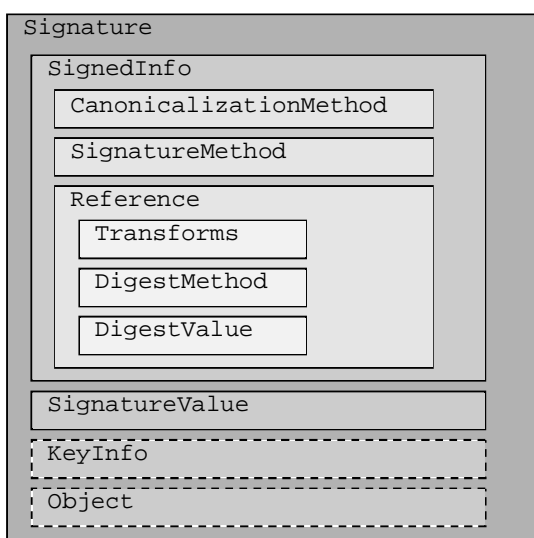 Signature
SignedInfo
CanonicalizationMethod
SignatureMethod
Reference
Transforms
DigestMethod
DigestValue
SignatureValue
KeyInfo
Object